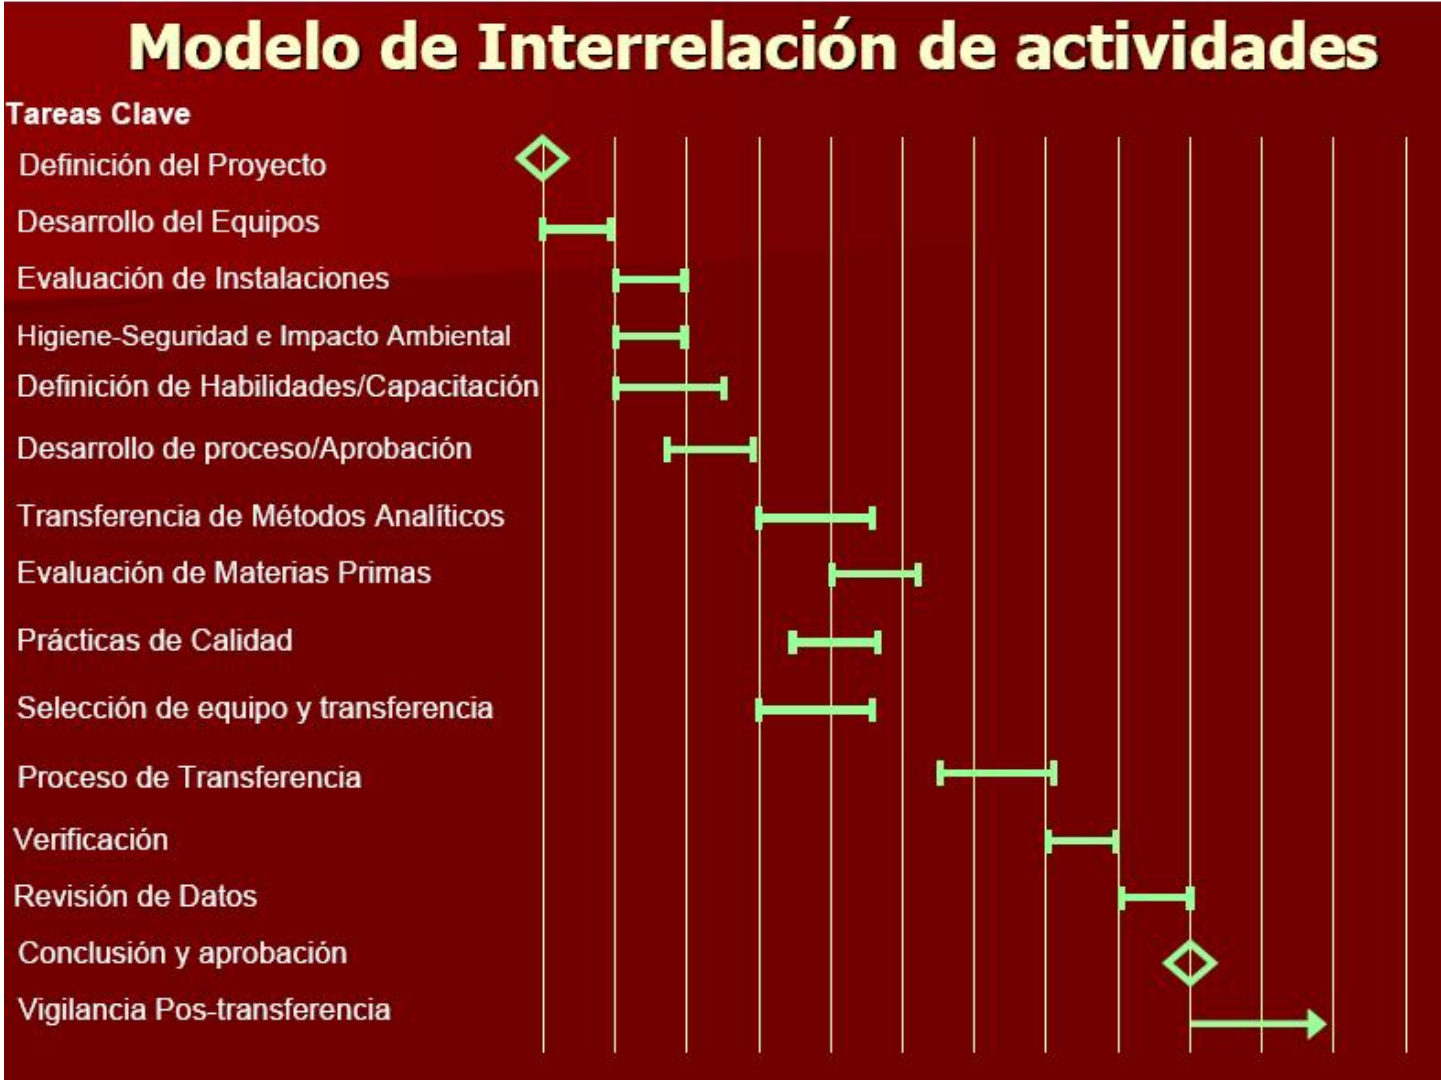 Modelo de Interrelación de actividades
Tareas Clave
Definición del Proyecto
Desarrollo del Equipos
Evaluación de Instalaciones
Higiene-Seguridad e Impacto Ambiental
Definición de Habilidades/Capacitación
Desarrollo de proceso/Aprobación
Transferencia de Métodos Analíticos
Evaluación de Materias Primas
Prácticas de Calidad
Selección de equipo y transferencia
Proceso de Transferencia
Verificación
Revisión de Datos
Conclusión y aprobación
Vigilancia Pos-transferencia